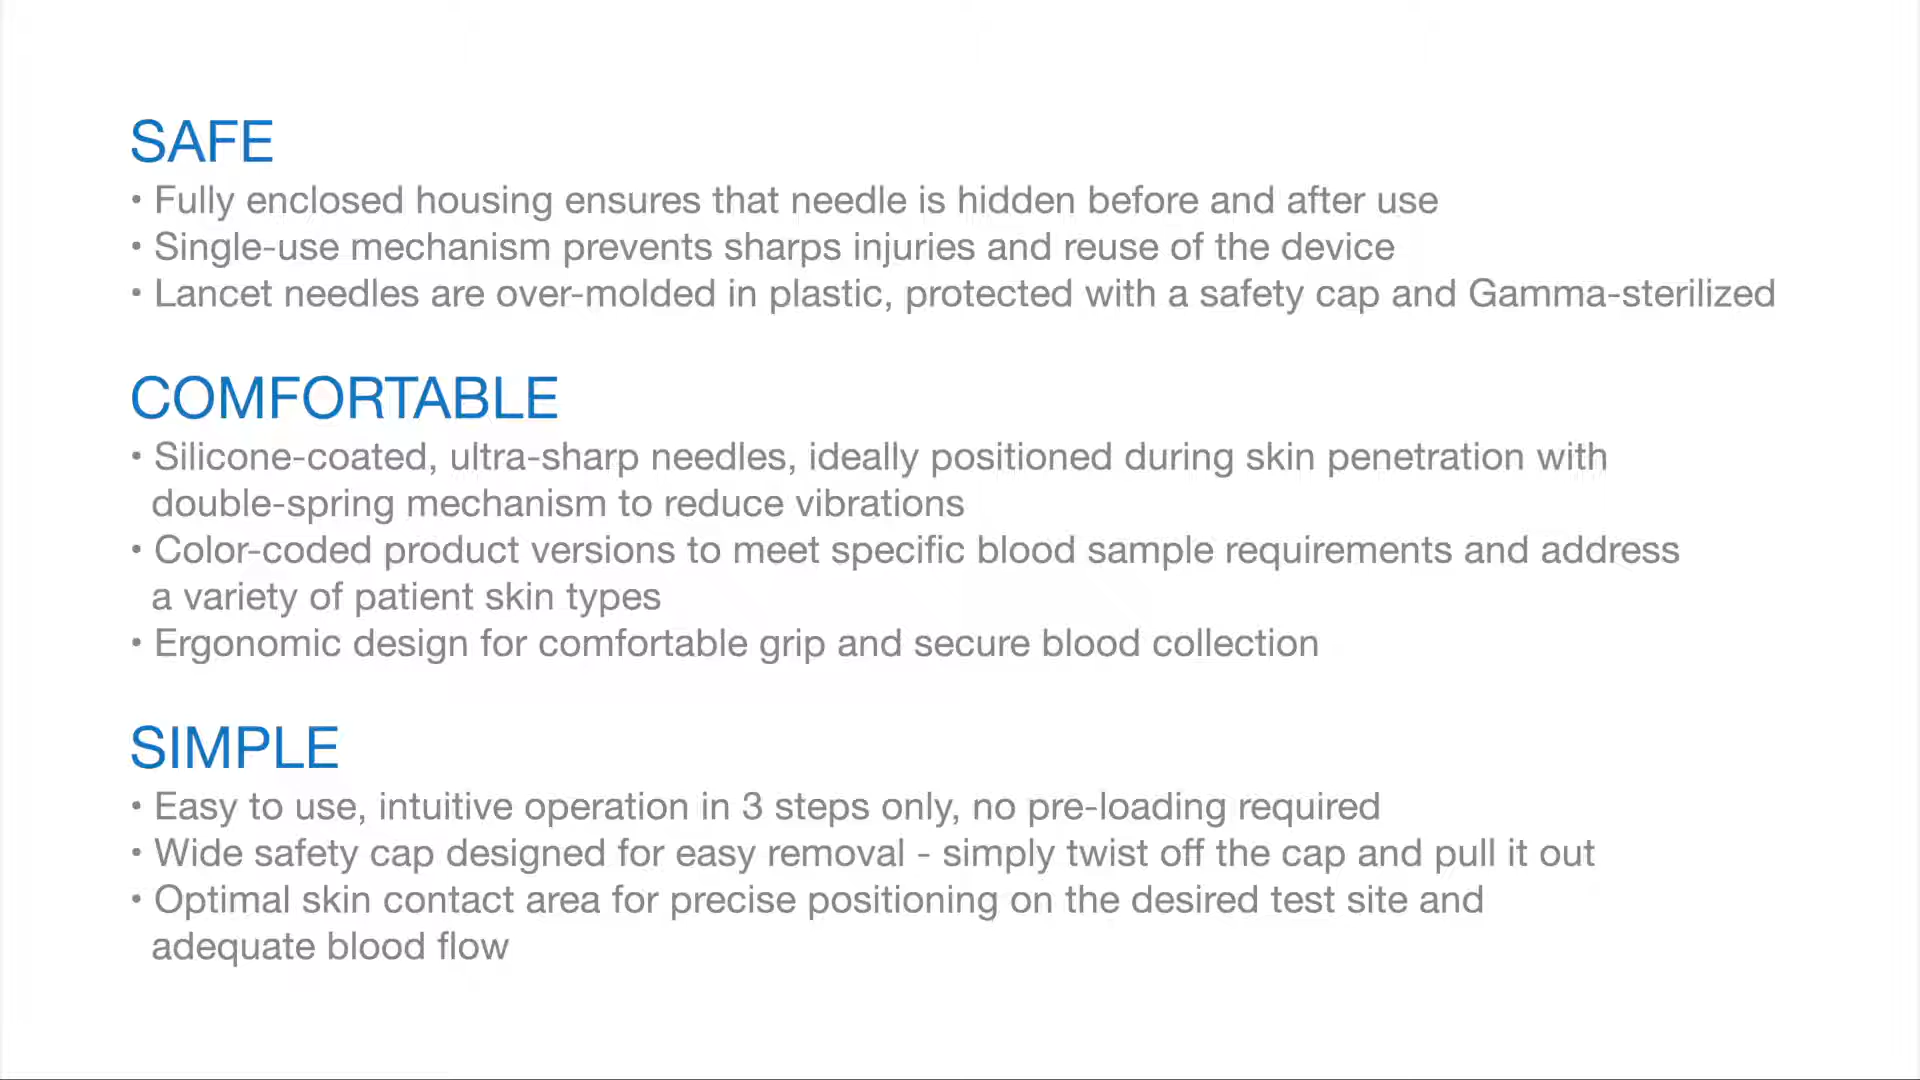 SAFE
• Fully enclosed housing ensures that needle is hidden before and after use
• Single-use mechanism prevents sharps injuries and reuse of the device
• Lancet needles are over-molded in plastic, protected with a safety cap and Gamma-sterilized
COMFORTABLE
• Silicone-coated, ultra-sharp needles, ideally positioned during skin penetration with
double-spring mechanism to reduce vibrations
• Color-coded product versions to meet specific blood sample requirements and address
a variety of patient skin types
• Ergonomic design for comfortable grip and secure blood collection
SIMPLE
• Easy to use, intuitive operation in 3 steps only, no pre-loading required
• Wide safety cap designed for easy removal - simply twist off the cap and pull it out
• Optimal skin contact area for precise positioning on the desired test site and
adequate blood flow